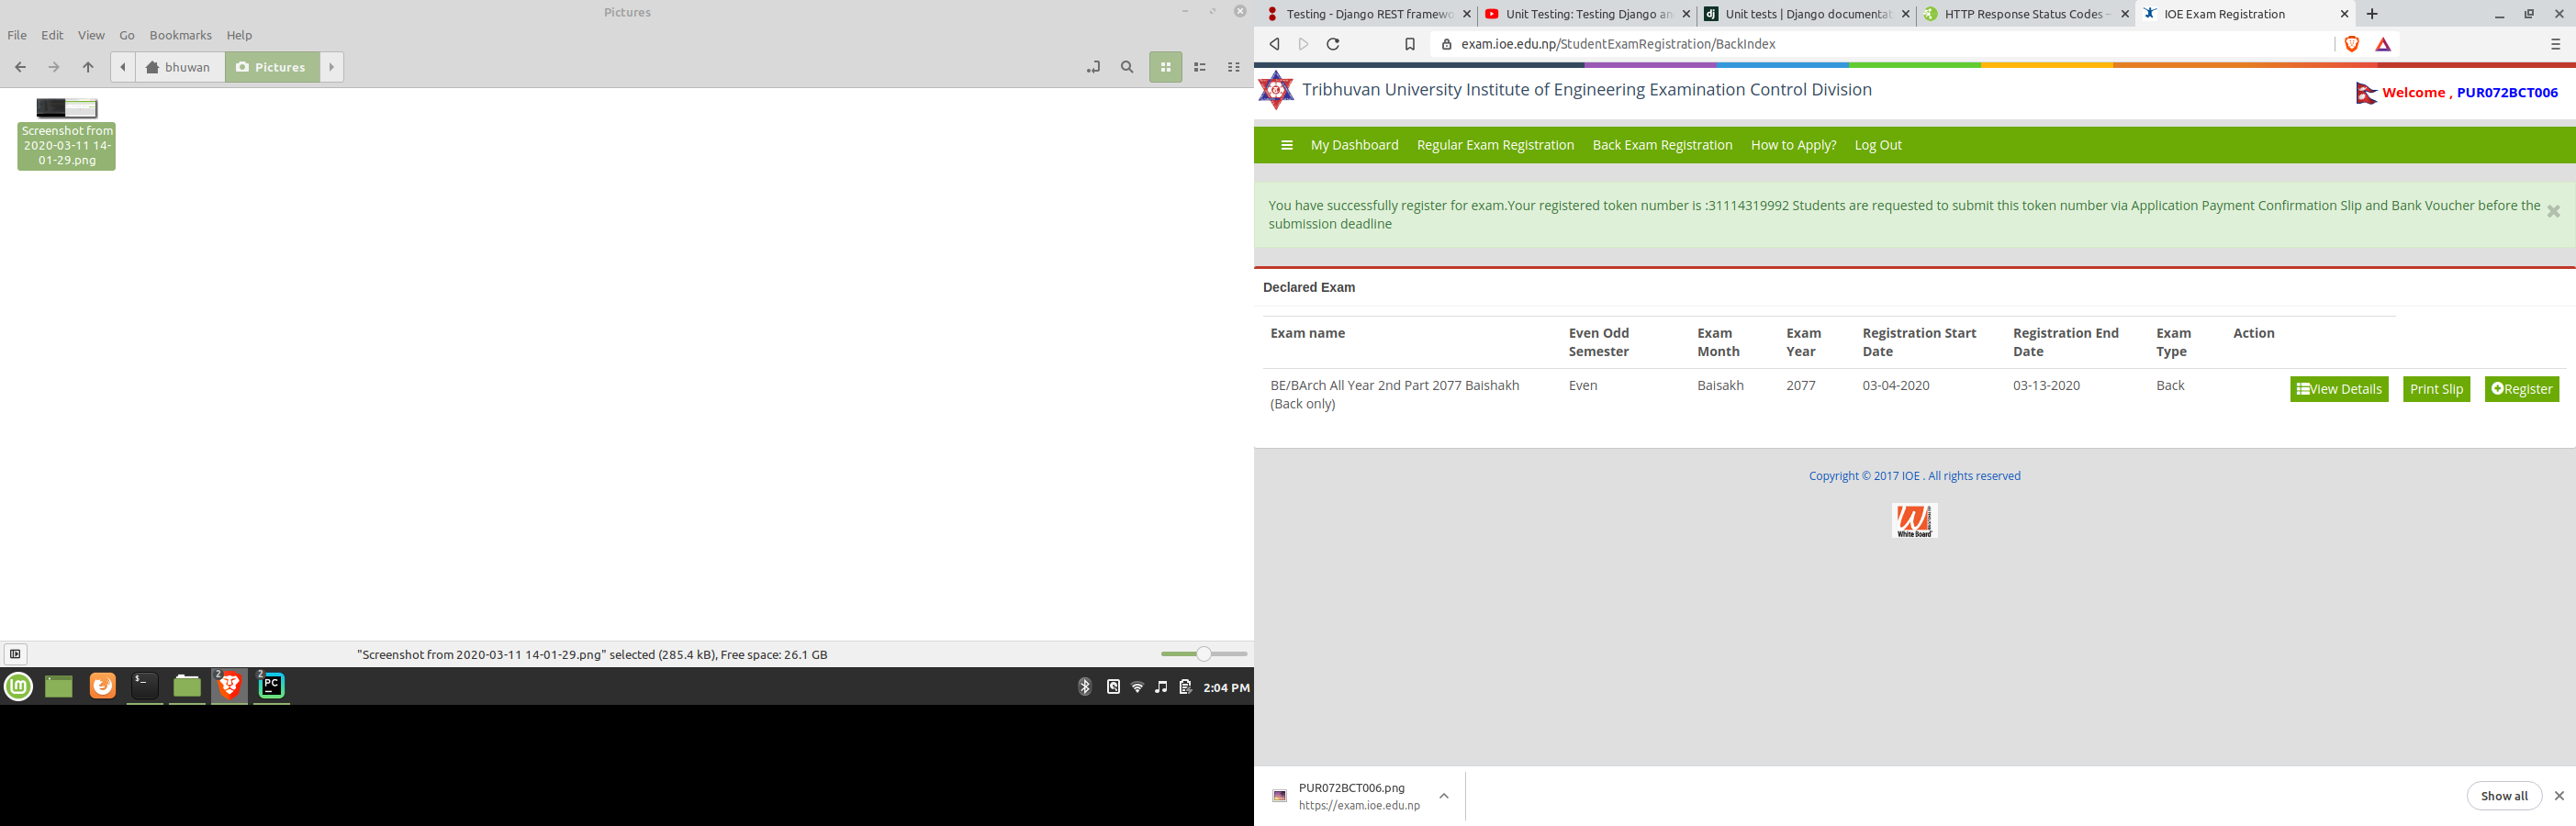 Pictures
File Edit View Go Bookmarks Help
bhuwan Pictures
Screenshot from
2020-03-11 14-
01-29.png
"Screenshot from 2020-03-11 14-01-29.png" selected (285.4 kB), Free space: 26.1 GB
2 2 PC 2:04 PM
Testing - Django REST framewo Unit Testing: Testing Django an Unit tests | Django documentat HTTP Response Status Codes – IOE Exam Registration
exam.ioe.edu.np/StudentExamRegistration/BackIndex
Tribhuvan University Institute of Engineering Examination Control Division
Welcome , PUR072BCT006
My Dashboard Regular Exam Registration Back Exam Registration How to Apply? Log Out
You have successfully register for exam.Your registered token number is :31114319992 Students are requested to submit this token number via Application Payment Confirmation Slip and Bank Voucher before the
submission deadline
Declared Exam
Exam name Even Odd Semester Exam Month Exam Year Registration Start Date Registration End Date Exam Type Action
BE/BArch All Year 2nd Part 2077 Baishakh (Back only) Even Baisakh 2077 03-04-2020 03-13-2020 Back View Details Print Slip Register
Copyright © 2017 IOE . All rights reserved
White Board
PUR072BCT006.png
https://exam.ioe.edu.np
Show all